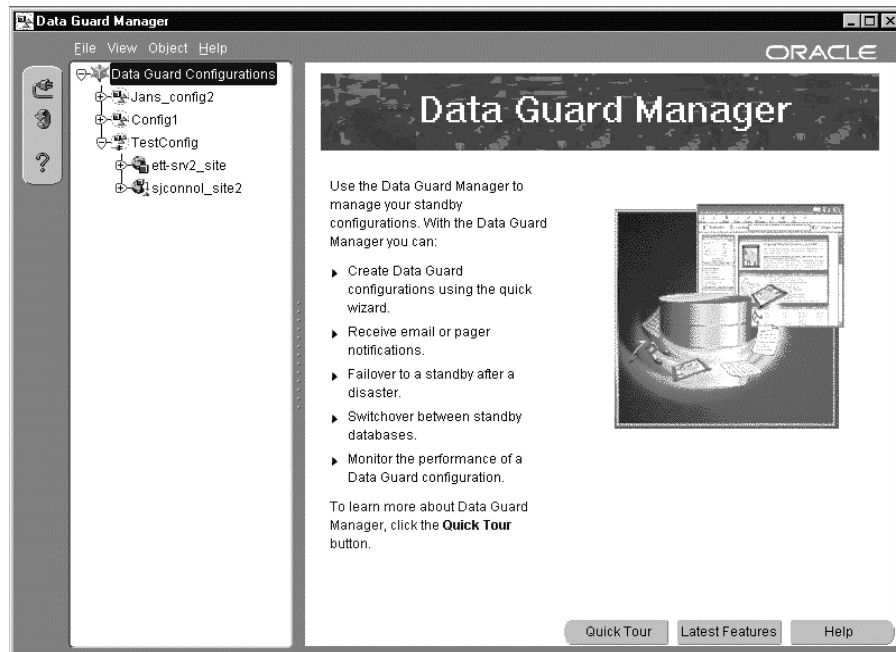 Data Guard Manager
File View Object Help
ORACLE
Data Guard Configurations
Jans_config2
Config1
TestConfig
ett-srv2_site
sjconnol_site2
?
Data Guard Manager
Use the Data Guard Manager to
manage your standby
configurations. With the Data Guard
Manager you can:
Create Data Guard
configurations using the quick
wizard.
Receive email or pager
notifications.
Failover to a standby after a
disaster.
Switchover between standby
databases.
Monitor the performance of a
Data Guard configuration.
To learn more about Data Guard
Manager, click the Quick Tour
button.
Quick Tour
Latest Features
Help